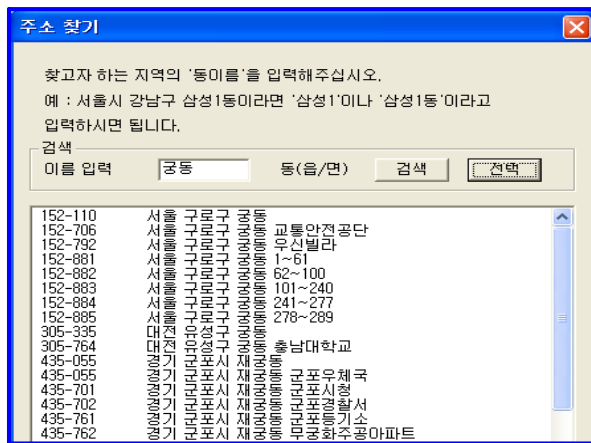 주소 찾기
찾고자 하는 지역의 '동이름'을 입력해주십시오.
예 : 서울시 강남구 삼성1동이라면 '삼성1'이나 '삼성1동'이라고
입력하시면 됩니다.
검색
이름 입력 궁동 동(읍/면) 검색 선택
152-110 서울 구로구 궁동
152-706 서울 구로구 궁동 교통안전공단
152-792 서울 구로구 궁동 우신빌라
152-881 서울 구로구 궁동 1~61
152-882 서울 구로구 궁동 62~100
152-883 서울 구로구 궁동 101~240
152-884 서울 구로구 궁동 241~277
152-885 서울 구로구 궁동 278~289
305-335 대전 유성구 궁동
305-764 대전 유성구 궁동 충남대학교
435-055 경기 군포시 재궁동
435-055 경기 군포시 재궁동 군포우체국
435-701 경기 군포시 재궁동 군포시청
435-702 경기 군포시 재궁동 군포경찰서
435-761 경기 군포시 재궁동 군포등기소
435-762 경기 군포시 재궁동 무궁화주공아파트